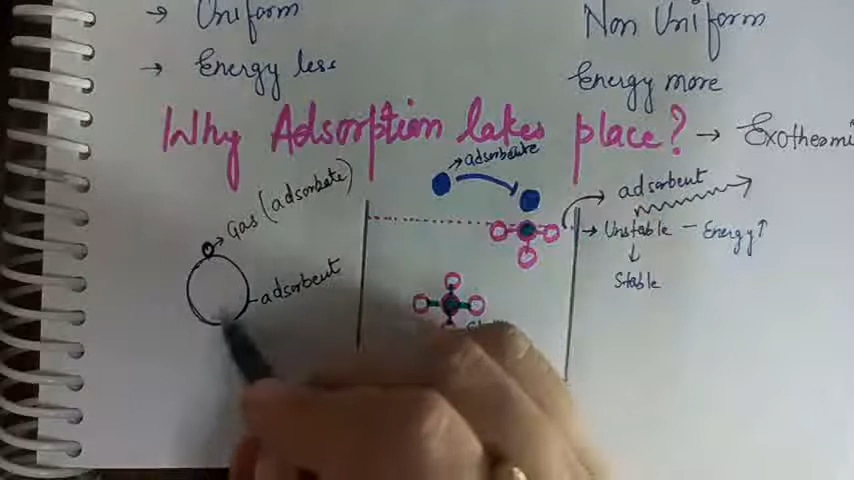 → Uniform
Non Uniform
→ Energy less
Energy more
Why Adsorption takes place? → Exothermi
→ adsorbate
Gas (adsorbate)
adsorbent
→ Unstable - Energy↑
↓
Stable
adsorbent